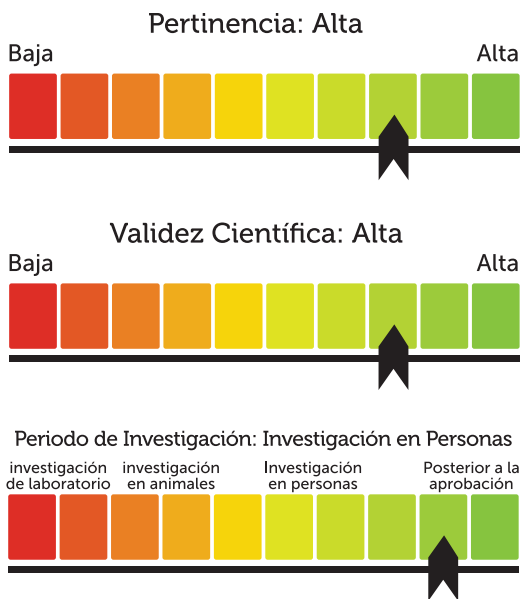 Pertinencia: Alta
Baja
Alta
Validez Científica: Alta
Baja
Alta
Periodo de Investigación: Investigación en Personas
investigación
de laboratorio
investigación
en animales
Investigación
en personas
Posterior a la
aprobación